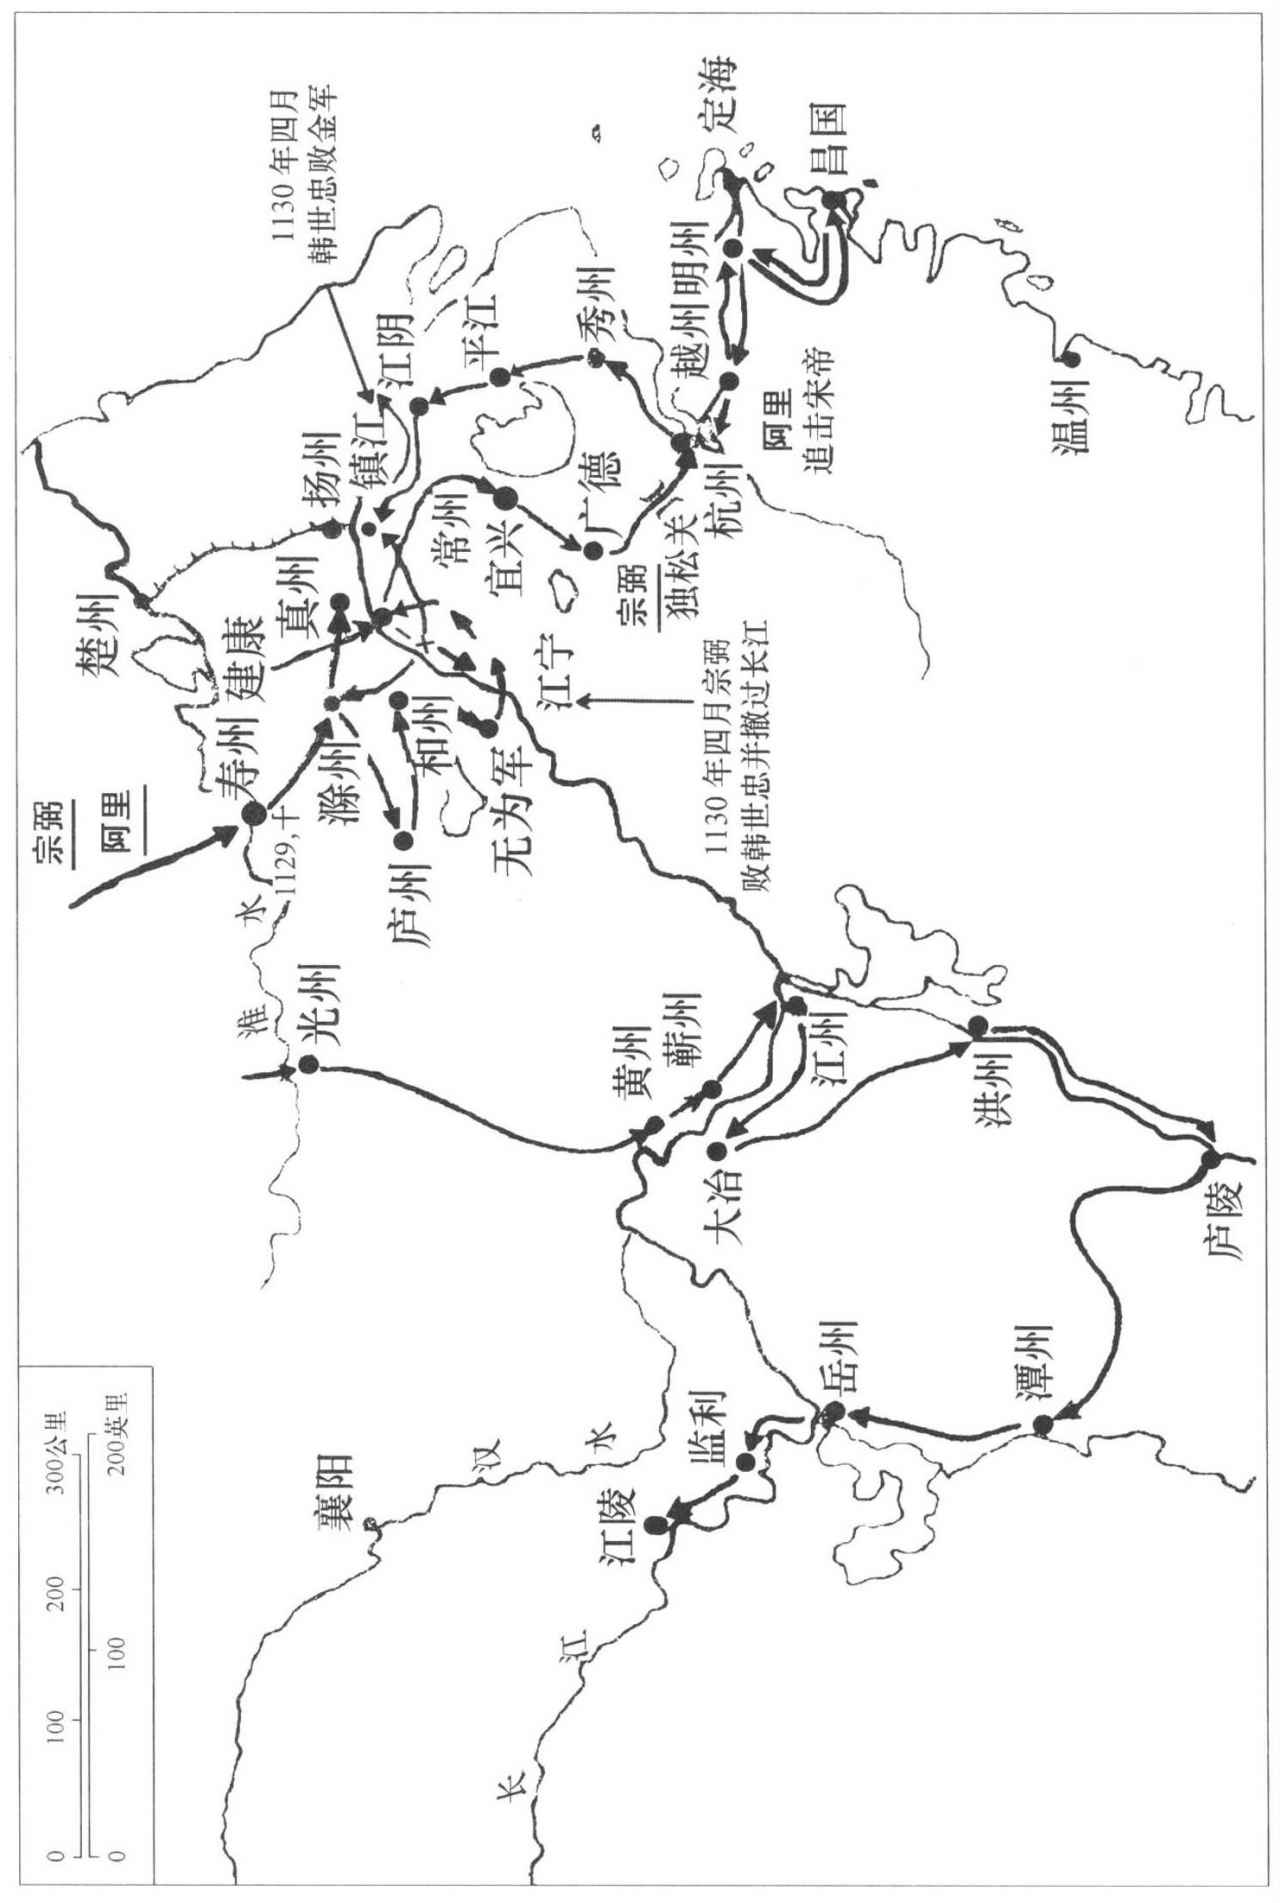 0 100 200 300公里
0 100 200英里
宗弼
阿里
1129,十
淮
水
楚州
寿州
建康
真州
扬州
镇江
江阴
1130年四月
韩世忠败金军
滁州
和州
庐州
无为军
常州
宜兴
平江
秀州
广德
宗弼
独松关
杭州
越州
明州
定海
昌国
阿里
追击宋帝
温州
江宁
1130年四月宗弼
败韩世忠并撤过长江
光州
黄州
蕲州
江州
大冶
洪州
庐陵
襄阳
汉
水
监利
岳州
江陵
潭州
长
江